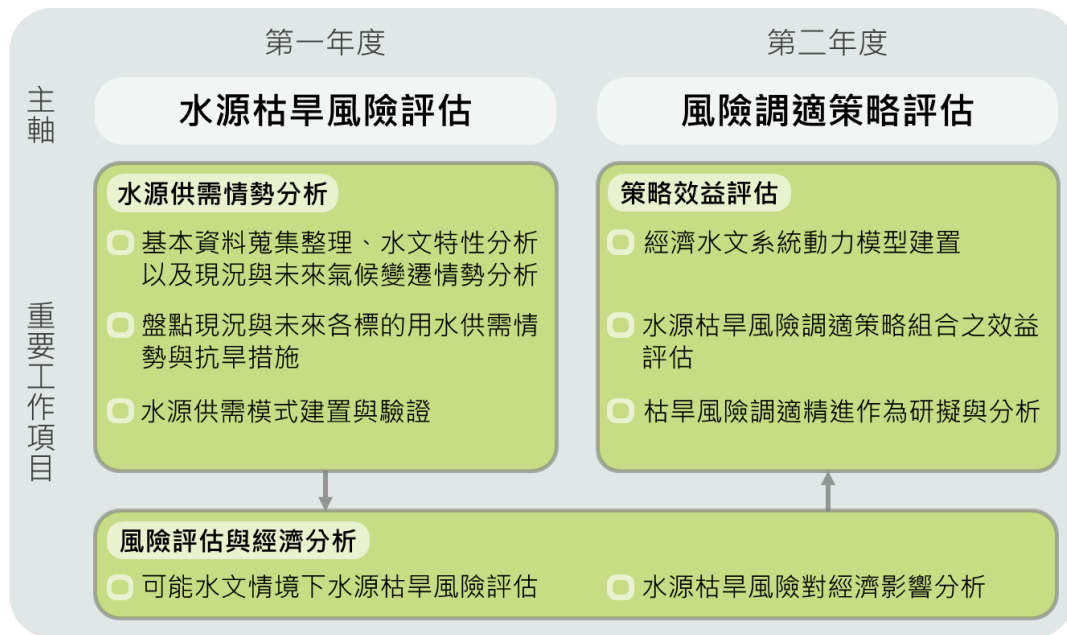 第一年度
第二年度
主軸
水源枯旱風險評估
風險調適策略評估
重要工作項目
水源供需情勢分析
基本資料蒐集整理、水文特性分析
以及現況與未來氣候變遷情勢分析
盤點現況與未來各標的用水供需情
勢與抗旱措施
水源供需模式建置與驗證
策略效益評估
經濟水文系統動力模型建置
水源枯旱風險調適策略組合之效益
評估
枯旱風險調適精進作為研擬與分析
風險評估與經濟分析
可能水文情境下水源枯旱風險評估
水源枯旱風險對經濟影響分析